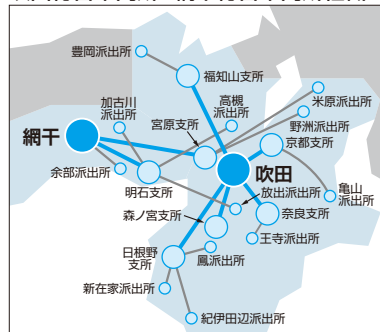 豊岡派出所
福知山支所
加古川
派出所
高槻
派出所
米原派出所
宮原支所
野洲派出所
網干
京都支所
吹田
余部派出所
亀山
派出所
明石支所
放出派出所
森ノ宮支所
奈良支所
日根野
支所
王寺派出所
鳳派出所
新在家派出所
紀伊田辺派出所